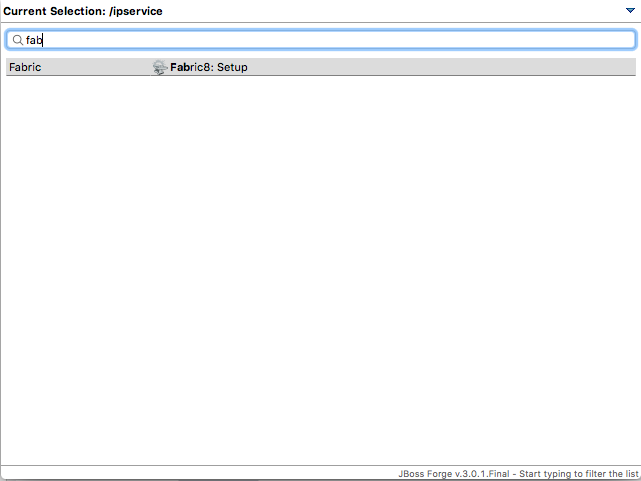 Current Selection: /ipservice
fab
Fabric Fabric8: Setup
JBoss Forge v.3.0.1.Final - Start typing to filter the list